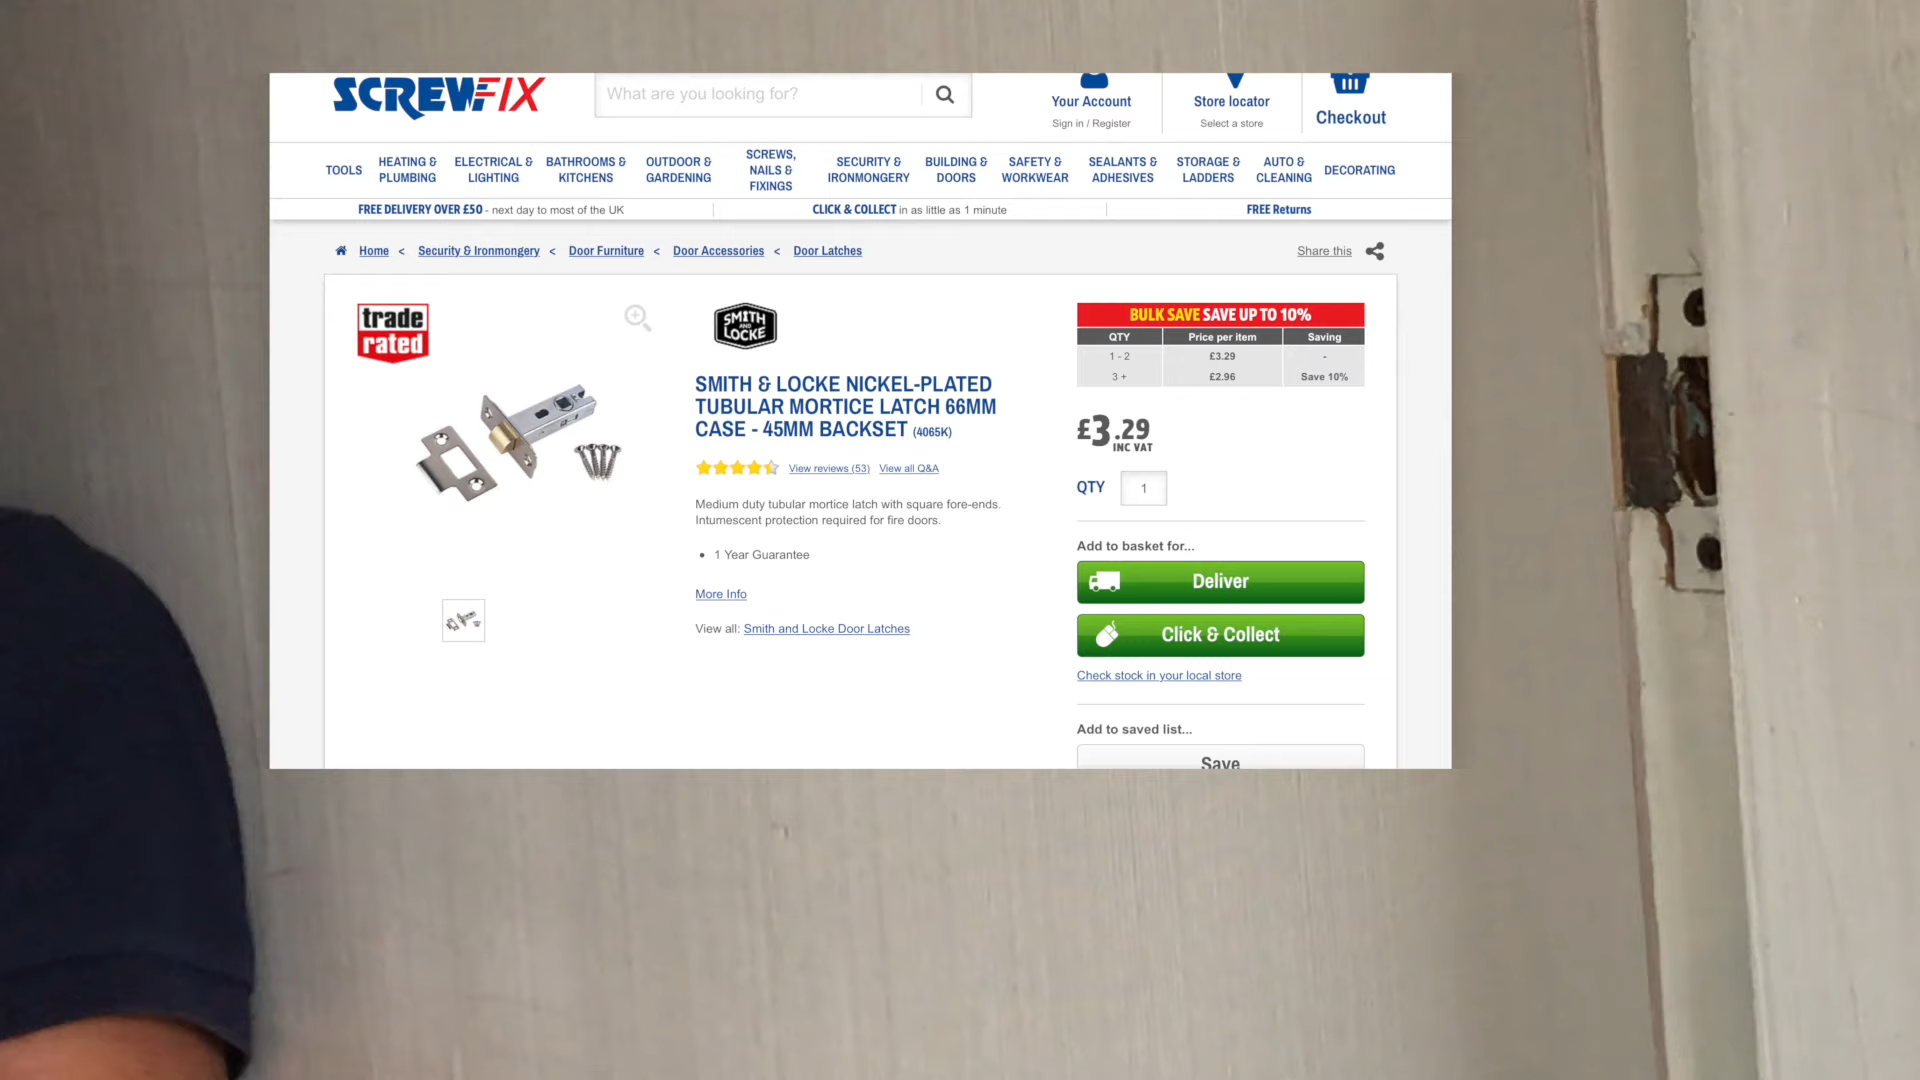 SCREWFIX
What are you looking for?
Your Account
Sign in / Register
Store locator
Select a store
Checkout
TOOLS
HEATING &
PLUMBING
ELECTRICAL &
LIGHTING
BATHROOMS &
KITCHENS
OUTDOOR &
GARDENING
SCREWS,
NAILS &
FIXINGS
SECURITY &
IRONMONGERY
BUILDING &
DOORS
SAFETY &
WORKWEAR
SEALANTS &
ADHESIVES
STORAGE &
LADDERS
AUTO &
CLEANING
DECORATING
FREE DELIVERY OVER £50 - next day to most of the UK
CLICK & COLLECT in as little as 1 minute
FREE Returns
Home < Security & Ironmongery < Door Furniture < Door Accessories < Door Latches
Share this
trade
rated
SMITH
AND
LOCKE
SMITH & LOCKE NICKEL-PLATED
TUBULAR MORTICE LATCH 66MM
CASE - 45MM BACKSET (4065K)
View reviews (53) View all Q&A
Medium duty tubular mortice latch with square fore-ends.
Intumescent protection required for fire doors.
• 1 Year Guarantee
More Info
View all: Smith and Locke Door Latches
BULK SAVE SAVE UP TO 10%
QTY Price per item Saving
1 - 2 £3.29 -
3 + £2.96 Save 10%
£3.29
INC VAT
QTY 1
Add to basket for...
Deliver
Click & Collect
Check stock in your local store
Add to saved list...
Save